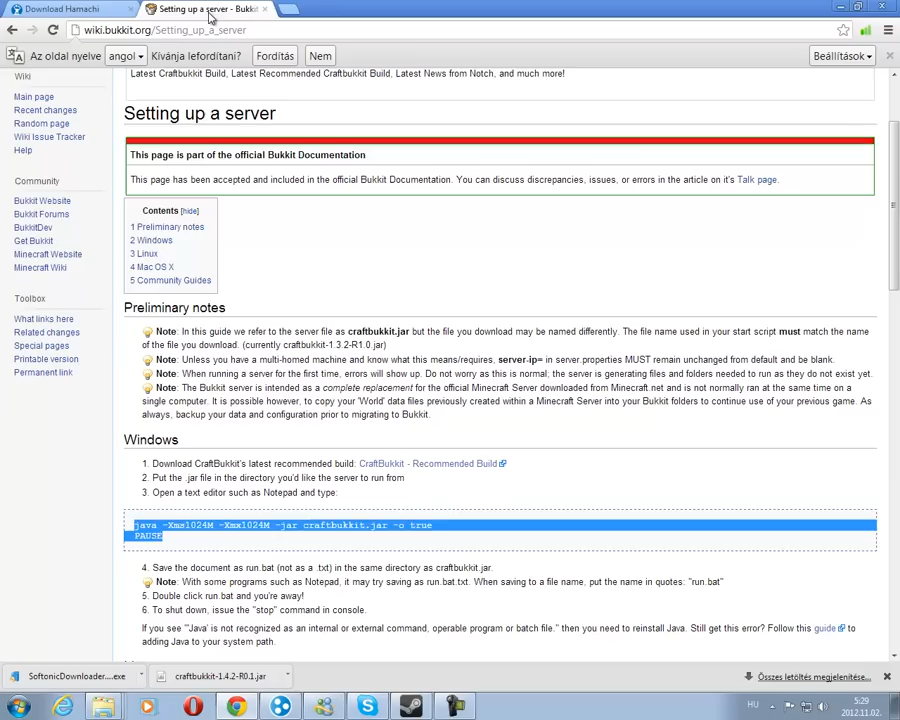 Download Hamachi
Setting up a server - Bukki
wiki.bukkit.org/Setting_up_a_server
Az oldal nyelve angol Kívánja lefordítani? Fordítás Nem Beállítások
Latest Craftbukkit Build, Latest Recommended Craftbukkit Build, Latest News from Notch, and much more!
Wiki
Main page
Recent changes
Random page
Wiki Issue Tracker
Help
Community
Bukkit Website
Bukkit Forums
BukkitDev
Get Bukkit
Minecraft Website
Minecraft Wiki
Toolbox
What links here
Related changes
Special pages
Printable version
Permanent link
Setting up a server
This page is part of the official Bukkit Documentation
This page has been accepted and included in the official Bukkit Documentation. You can discuss discrepancies, issues, or errors in the article on it's Talk page.
Contents [hide]
1 Preliminary notes
2 Windows
3 Linux
4 Mac OS X
5 Community Guides
Preliminary notes
Note: In this guide we refer to the server file as craftbukkit.jar but the file you download may be named differently. The file name used in your start script must match the name
of the file you download. (currently craftbukkit-1.3.2-R1.0.jar)
Note: Unless you have a multi-homed machine and know what this means/requires, server-ip= in server.properties MUST remain unchanged from default and be blank.
Note: When running a server for the first time, errors will show up. Do not worry as this is normal; the server is generating files and folders needed to run as they do not exist yet.
Note: The Bukkit server is intended as a complete replacement for the official Minecraft Server downloaded from Minecraft.net and is not normally ran at the same time on a
single computer. It is possible however, to copy your 'World' data files previously created within a Minecraft Server into your Bukkit folders to continue use of your previous game. As
always, backup your data and configuration prior to migrating to Bukkit.
Windows
1. Download CraftBukkit's latest recommended build: CraftBukkit - Recommended Build
2. Put the .jar file in the directory you'd like the server to run from
3. Open a text editor such as Notepad and type:
java -Xms1024M -Xmx1024M -jar craftbukkit.jar -o true
PAUSE
4. Save the document as run.bat (not as a .txt) in the same directory as craftbukkit.jar.
Note: With some programs such as Notepad, it may try saving as run.bat.txt. When saving to a file name, put the name in quotes: "run.bat"
5. Double click run.bat and you're away!
6. To shut down, issue the "stop" command in console.
If you see "'Java' is not recognized as an internal or external command, operable program or batch file." then you need to reinstall Java. Still get this error? Follow this guide to
adding Java to your system path.
SoftonicDownloader....exe
craftbukkit-1.4.2-R0.1.jar
Összes letöltés megjelenítése...
HU
5:29
2012.11.02.